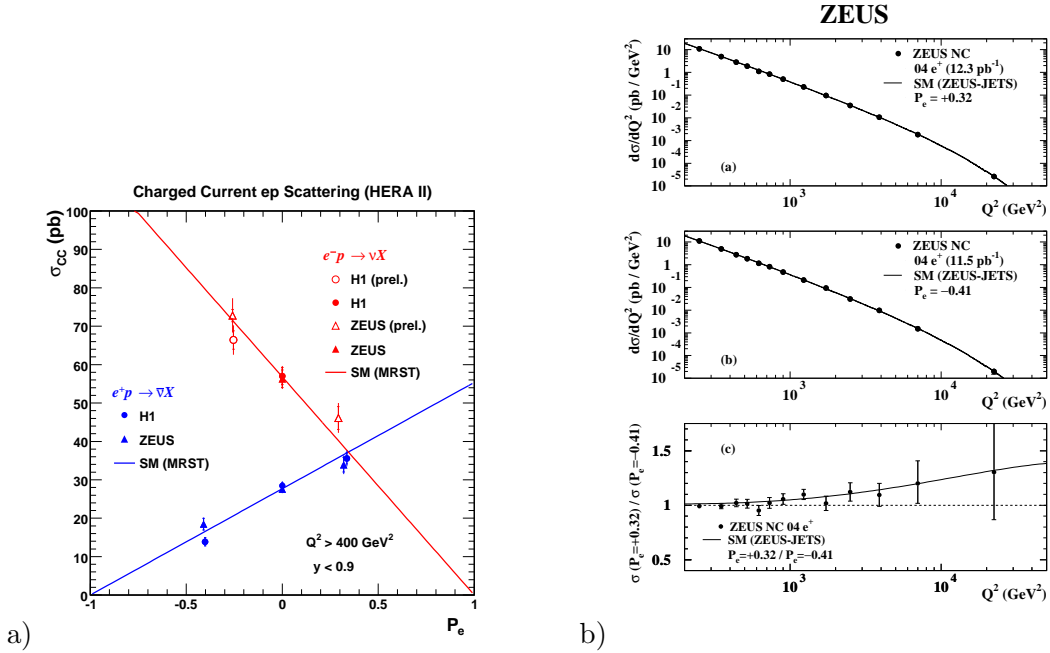 Charged Current ep Scattering (HERA II)
σCC (pb)
100
90
80
70
60
50
40
30
20
10
0
e⁻p → νX
H1 (prel.)
H1
ZEUS (prel.)
ZEUS
SM (MRST)
e⁺p → ν̅X
H1
ZEUS
SM (MRST)
Q² > 400 GeV²
y < 0.9
-1 -0.5 0 0.5 1
Pe
a)
ZEUS
dσ/dQ² (pb / GeV²)
10
1
10⁻¹
10⁻²
10⁻³
10⁻⁴
10⁻⁵
10
ZEUS NC
04 e⁺ (12.3 pb⁻¹)
SM (ZEUS-JETS)
Pe = +0.32
(a)
10³ 10⁴
Q² (GeV²)
dσ/dQ² (pb / GeV²)
10
1
10⁻¹
10⁻²
10⁻³
10⁻⁴
10⁻⁵
10
ZEUS NC
04 e⁺ (11.5 pb⁻¹)
SM (ZEUS-JETS)
Pe = −0.41
(b)
10³ 10⁴
Q² (GeV²)
σ (Pe=+0.32) / σ (Pe=−0.41)
1.5
1
0.5
(c)
ZEUS NC 04 e⁺
SM (ZEUS-JETS)
Pe=+0.32 / Pe=−0.41
10³ 10⁴
Q² (GeV²)
b)